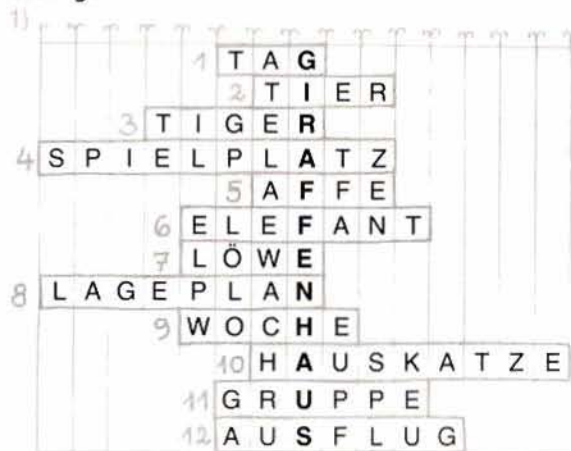 1)
1 TAG
2 TIER
3 TIGER
4 SPIELPLATZ
5 AFFE
6 ELEFANT
7 LÖWE
8 LAGEPLAN
9 WOCHE
10 HAUSKATZE
11 GRUPPE
12 AUSFLUG